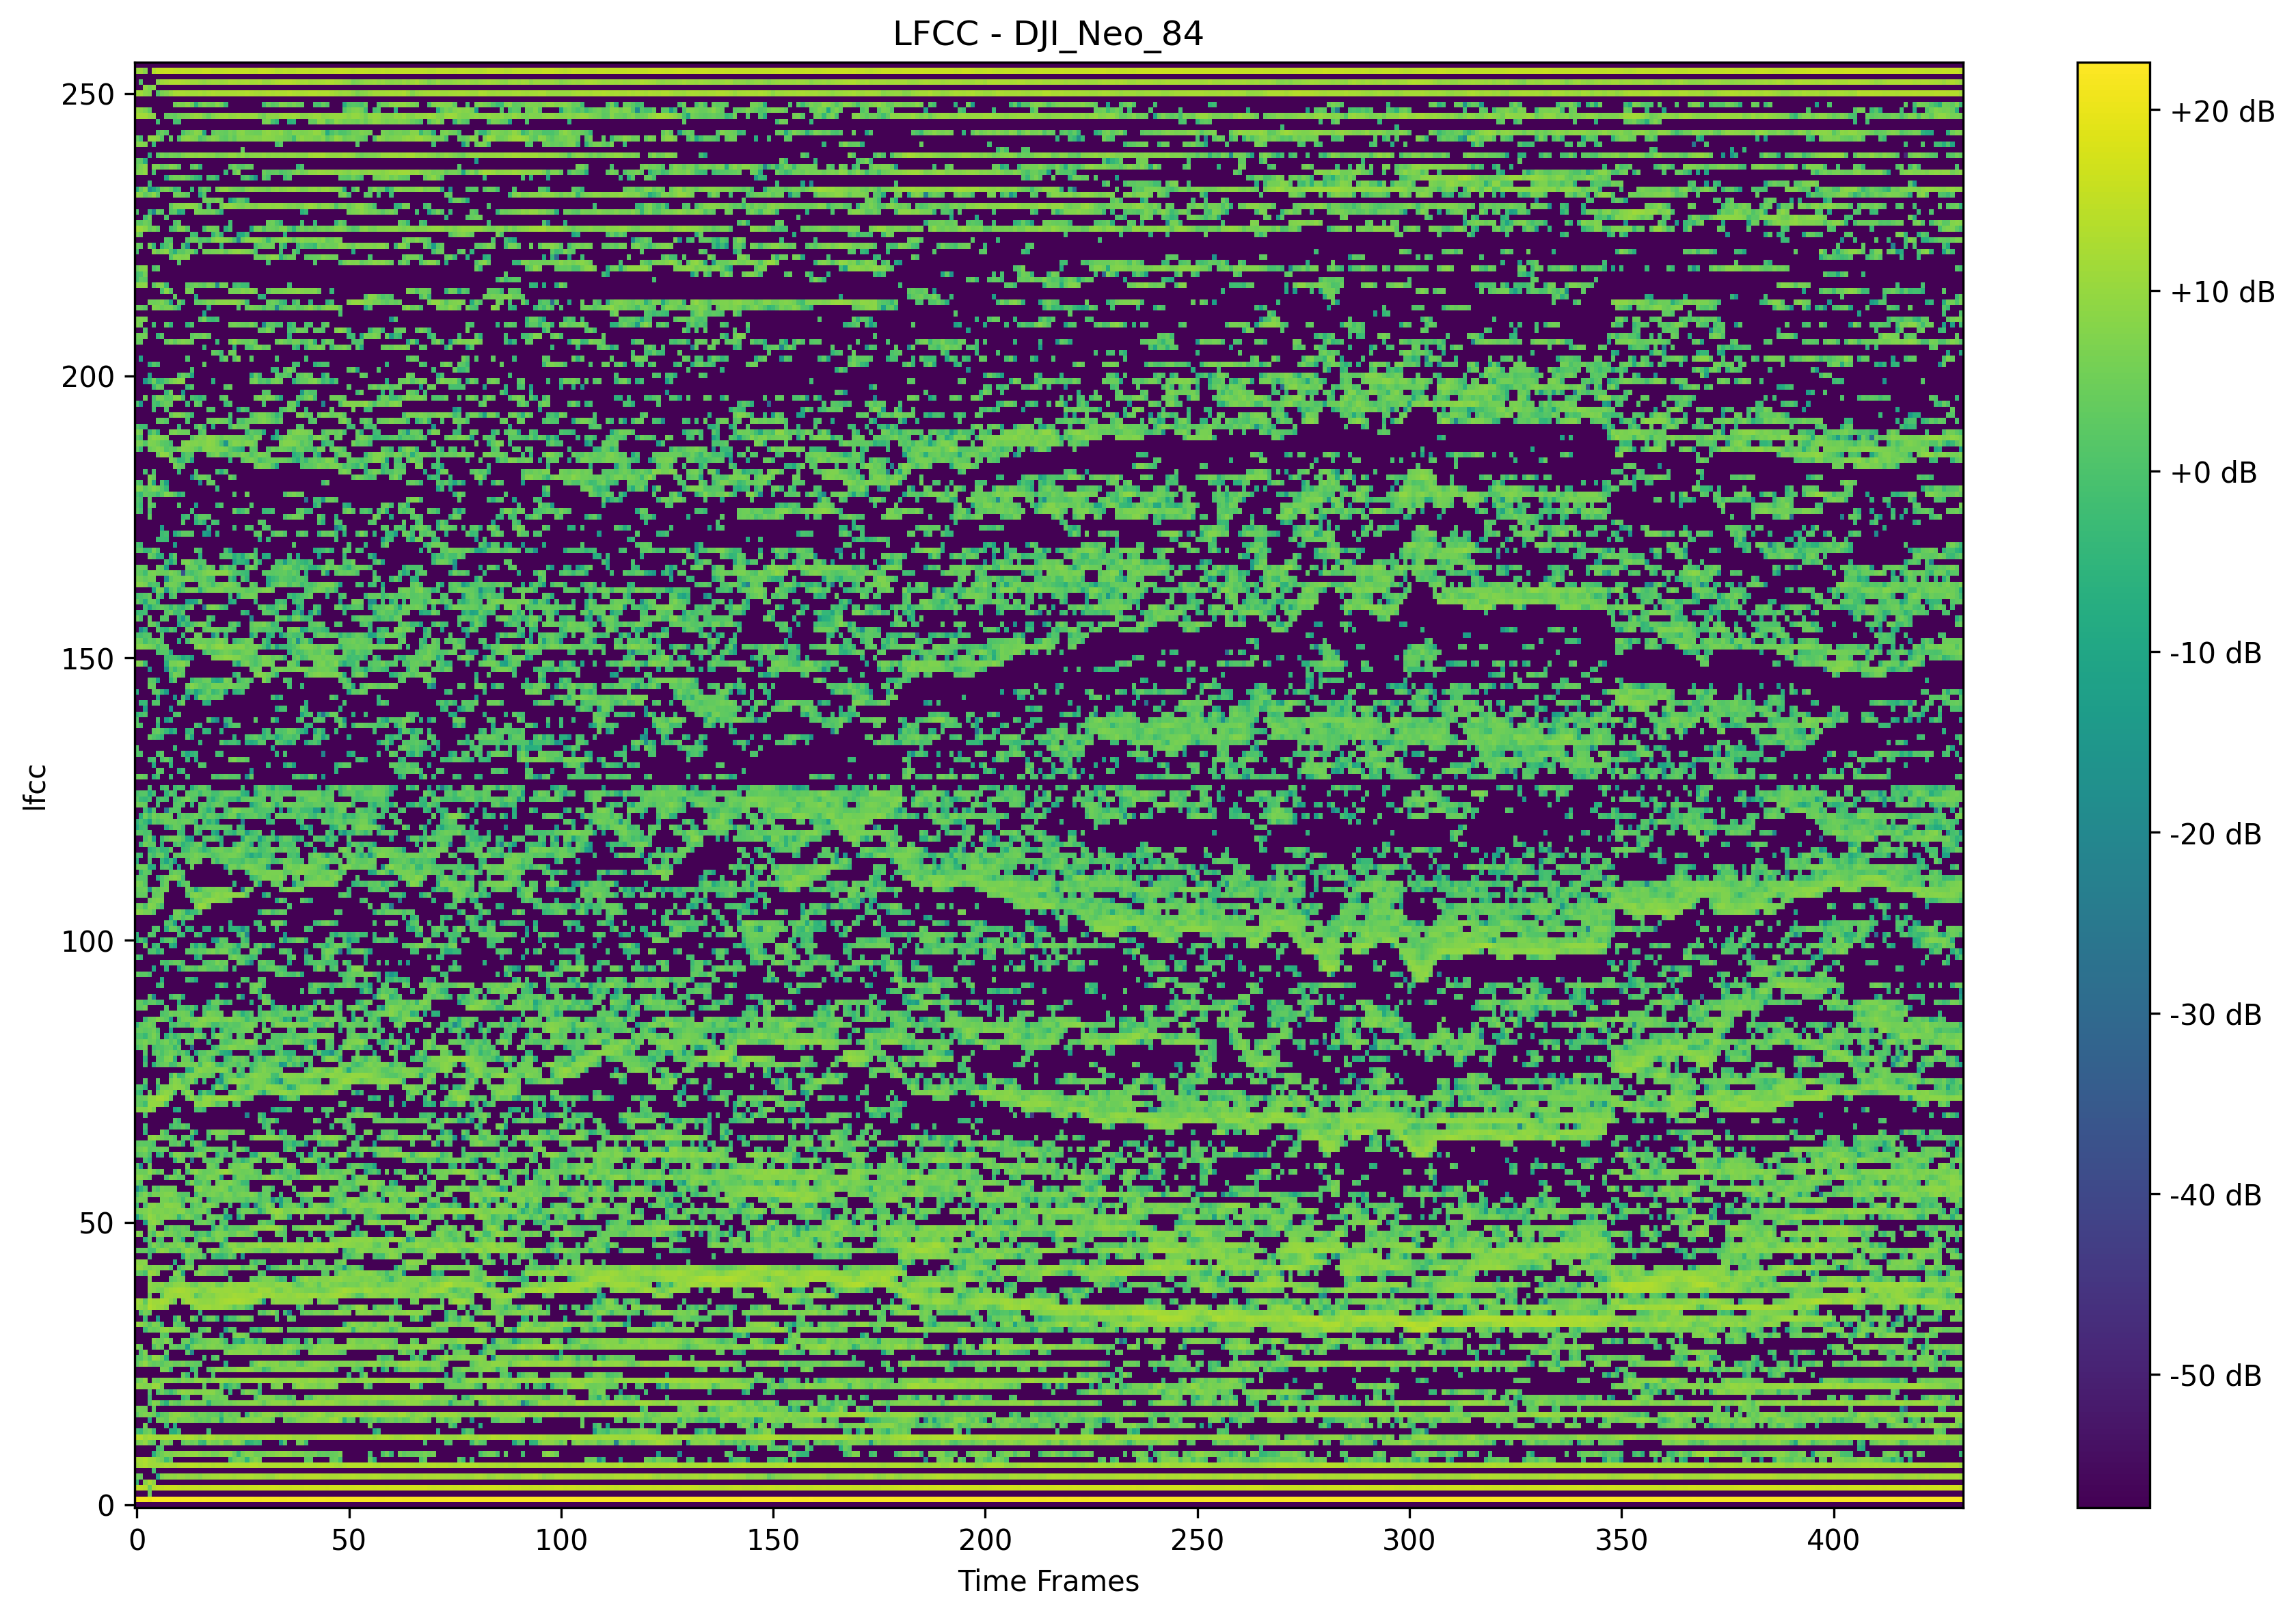 LFCC - DJI_Neo_84
250
200
150
100
50
0
lfcc
0 50 100 150 200 250 300 350 400
Time Frames
+20 dB
+10 dB
+0 dB
-10 dB
-20 dB
-30 dB
-40 dB
-50 dB